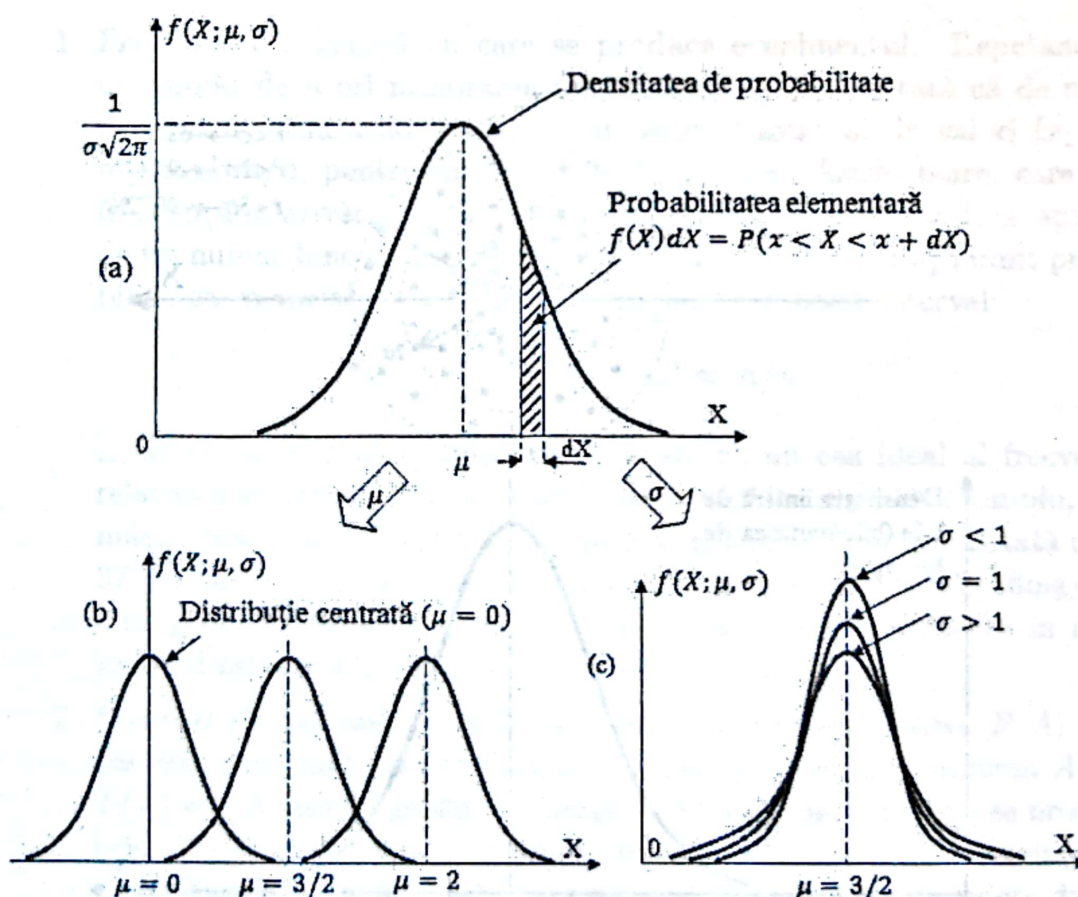 f(X; μ, σ)
Densitatea de probabilitate
1
σ√2π
Probabilitatea elementară
f(X)dX = P(x < X < x + dX)
(a)
X
0
μ
dX
μ
σ
f(X; μ, σ)
(b)
Distribuție centrată (μ = 0)
X
μ = 0
μ = 3/2
μ = 2
f(X; μ, σ)
σ < 1
σ = 1
σ > 1
(c)
0
X
μ = 3/2